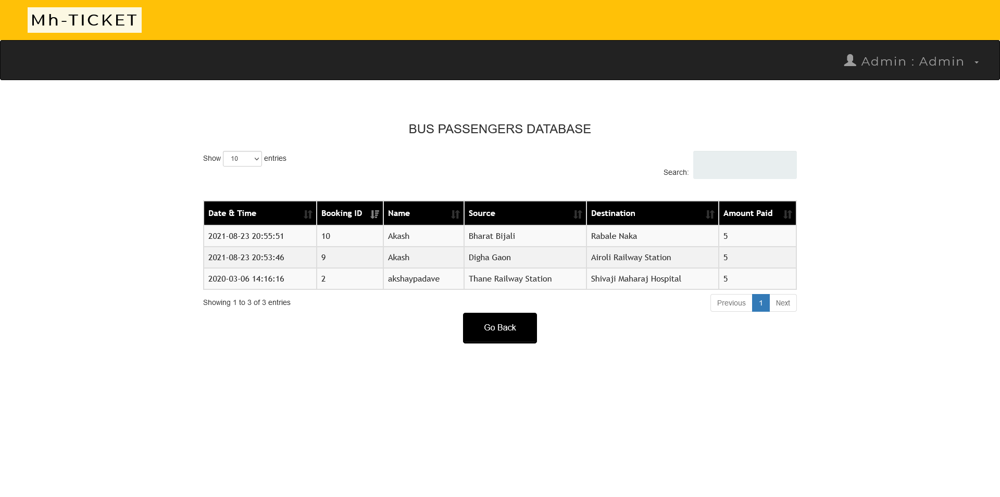 Mh-TICKET
Admin : Admin
BUS PASSENGERS DATABASE
Show 10 entries
Search:
Date & Time Booking ID Name Source Destination Amount Paid
2021-08-23 20:55:51 10 Akash Bharat Bijali Rabale Naka 5
2021-08-23 20:53:46 9 Akash Digha Gaon Airoli Railway Station 5
2020-03-06 14:16:16 2 akshaypadave Thane Railway Station Shivaji Maharaj Hospital 5
Showing 1 to 3 of 3 entries
Previous 1 Next
Go Back